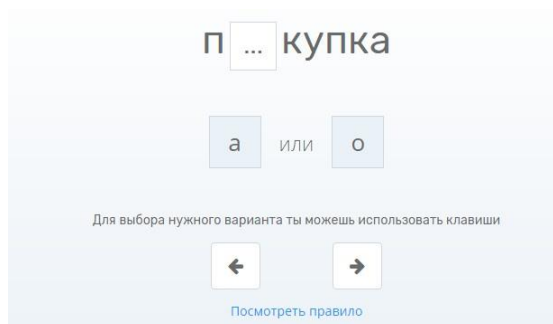 п ... купка
а или о
Для выбора нужного варианта ты можешь использовать клавиши
Посмотреть правило